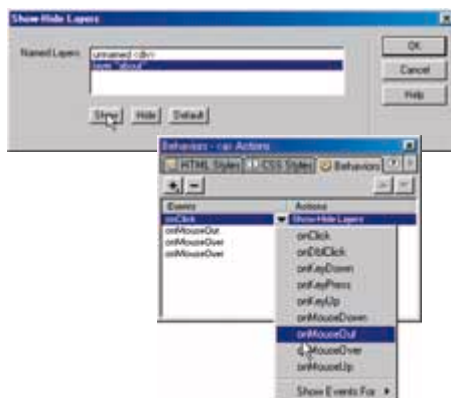 Show-Hide Layers
Named Layers:
unnamed <div>
layer "about"
OK
Cancel
Help
Show
Hide
Default
Behaviors - <a> Actions
HTML Styles
CSS Styles
Behaviors
?
Events
Actions
onClick
Show-Hide Layers
onMouseOut
onMouseOver
onMouseOver
onClick
onDblClick
onKeyDown
onKeyPress
onKeyUp
onMouseDown
onMouseOut
onMouseOver
onMouseUp
Show Events For